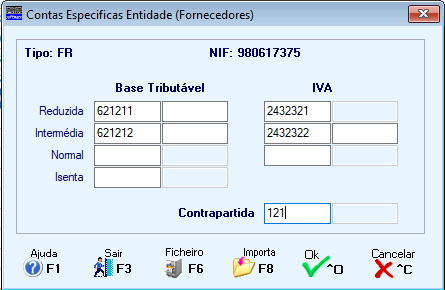 Contas Especificas Entidade (Fornecedores)
Tipo: FR NIF: 980617375
Base Tributável IVA
Reduzida 621211 2432321
Intermédia 621212 2432322
Normal
Isenta
Contrapartida 121
Ajuda Sair Ficheiro Importa Ok Cancelar
F1 F3 F6 F8 ^O ^C